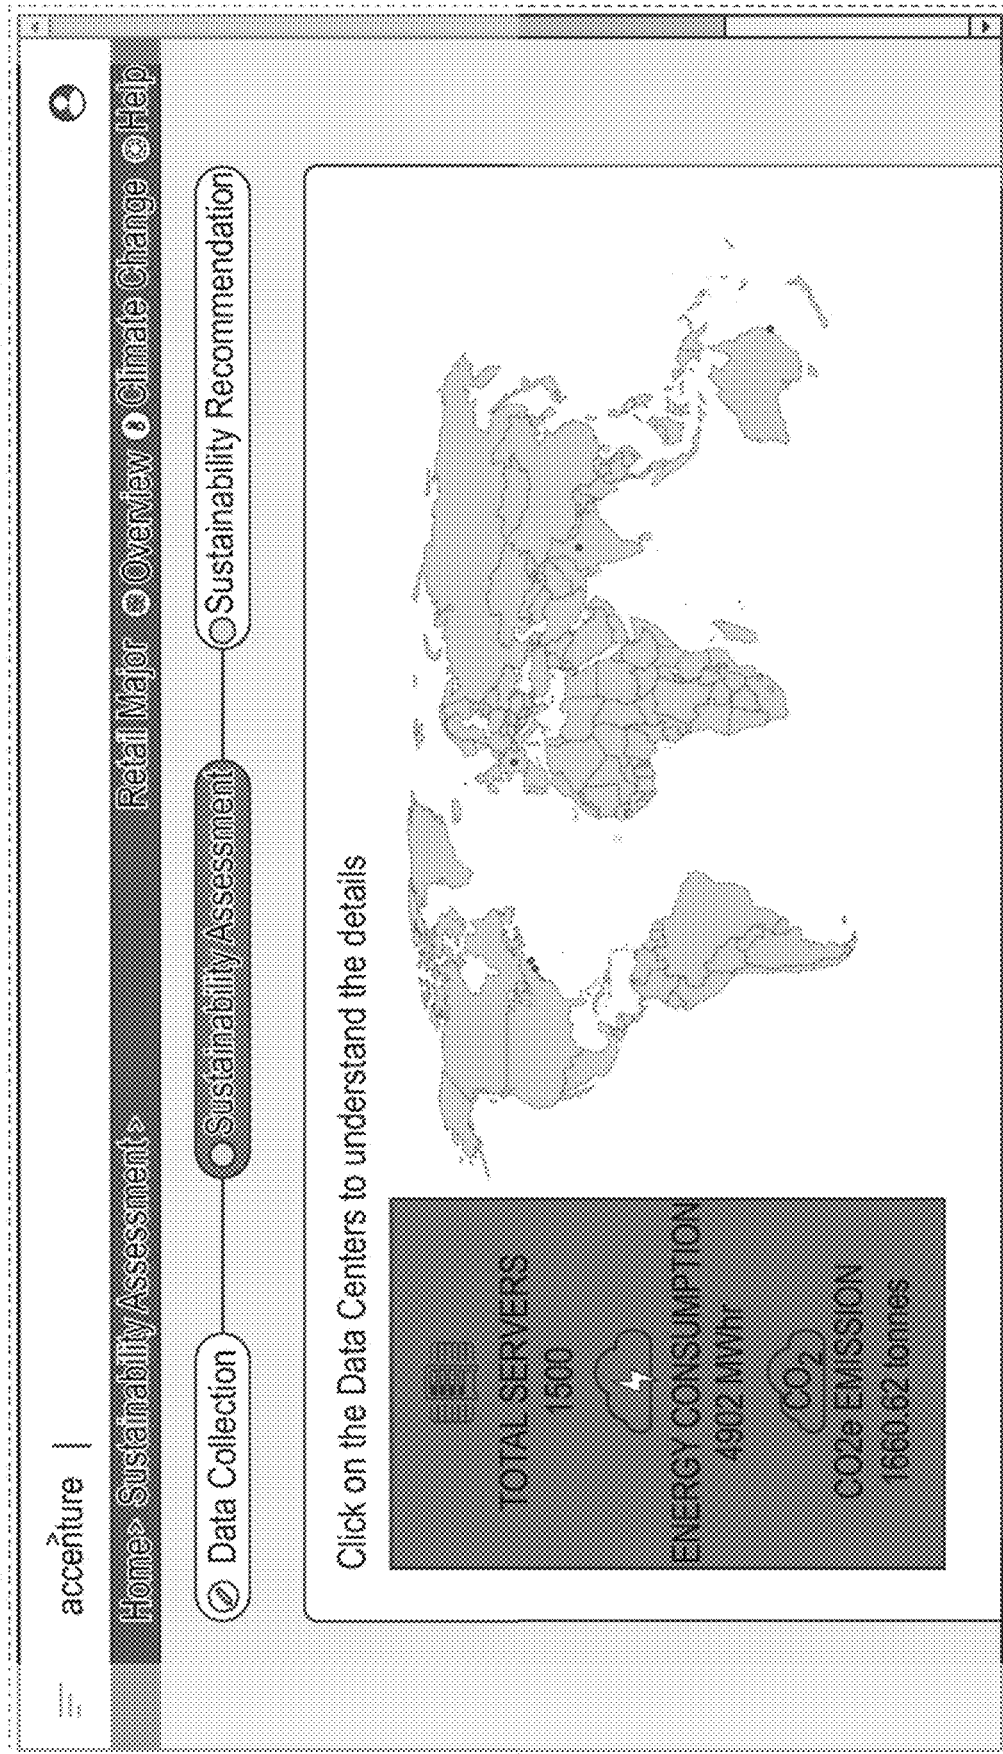 accenture
Home> Sustainability Assessment> Retail Major Overview Climate Change Help
Data Collection Sustainability Assessment Sustainability Recommendation
Click on the Data Centers to understand the details
TOTAL SERVERS
1500
ENERGY CONSUMPTION
4902 MWhr
CO2
CO2e EMISSION
1660.62 tonnes